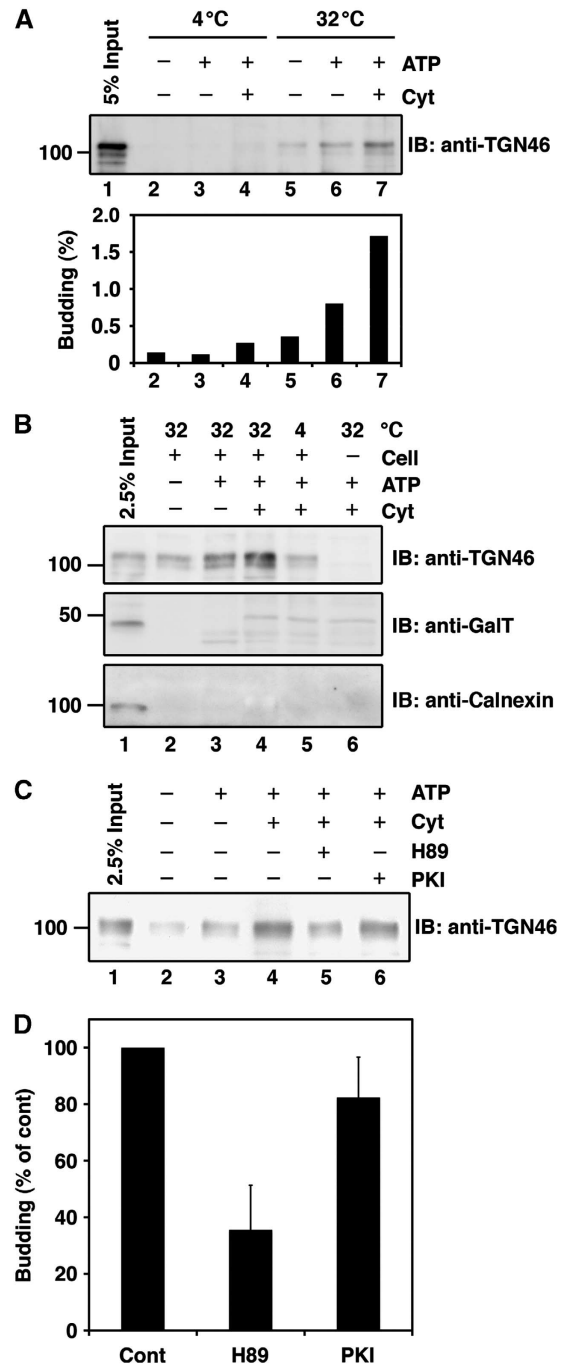 A
4°C 32°C
5% Input
– + + – + + ATP
– – + – – + Cyt
100 IB: anti-TGN46
1 2 3 4 5 6 7
Budding (%)
2.0
1.5
1.0
0.5
0
2 3 4 5 6 7
B
2.5% Input
32 32 32 4 32 °C
+ + + + – Cell
– + + + + ATP
– – + + + Cyt
100 IB: anti-TGN46
50 IB: anti-GalT
100 IB: anti-Calnexin
1 2 3 4 5 6
C
2.5% Input
– + + + + ATP
– – + + + Cyt
– – – + – H89
– – – – + PKI
100 IB: anti-TGN46
1 2 3 4 5 6
D
Budding (% of cont)
100
80
60
40
20
0
Cont H89 PKI